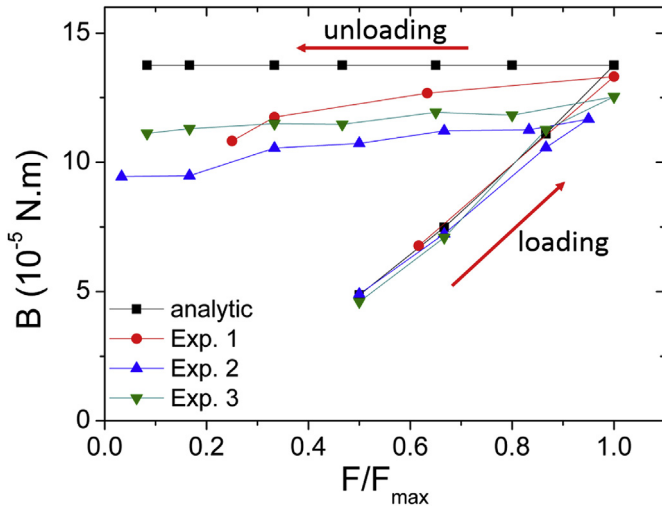 unloading
15
10
5
0
B (10⁻⁵ N.m)
loading
analytic
Exp. 1
Exp. 2
Exp. 3
0.0 0.2 0.4 0.6 0.8 1.0
F/Fmax